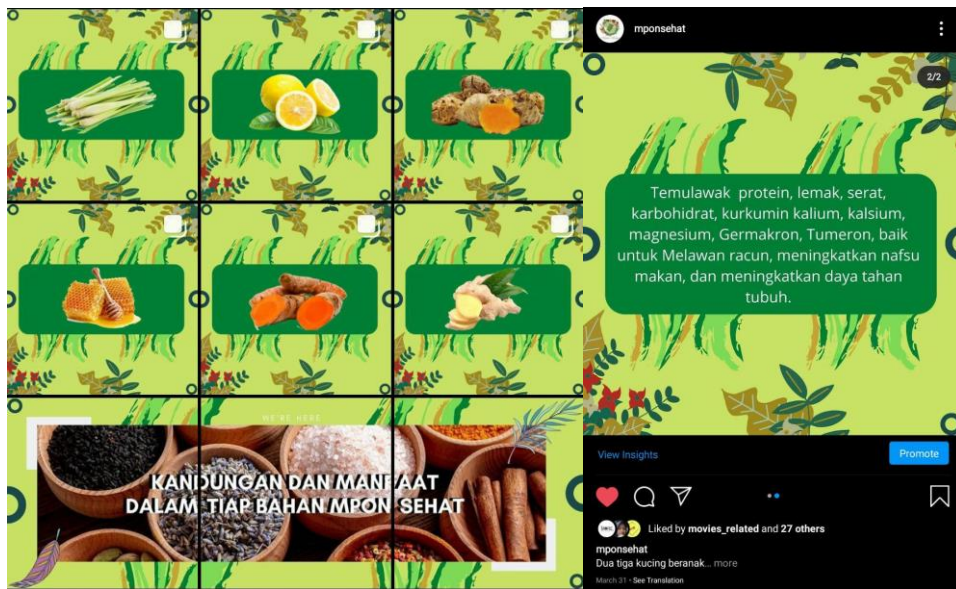 WE'RE HERE
KANDUNGAN DAN MANFAAT
DALAM TIAP BAHAN MPON SEHAT
mponsehat
2/2
Temulawak protein, lemak, serat,
karbohidrat, kurkumin kalium, kalsium,
magnesium, Germakron, Tumeron, baik
untuk Melawan racun, meningkatkan nafsu
makan, dan meningkatkan daya tahan
tubuh.
View Insights
Promote
Liked by movies_related and 27 others
mponsehat
Dua tiga kucing beranak... more
March 31 • See Translation